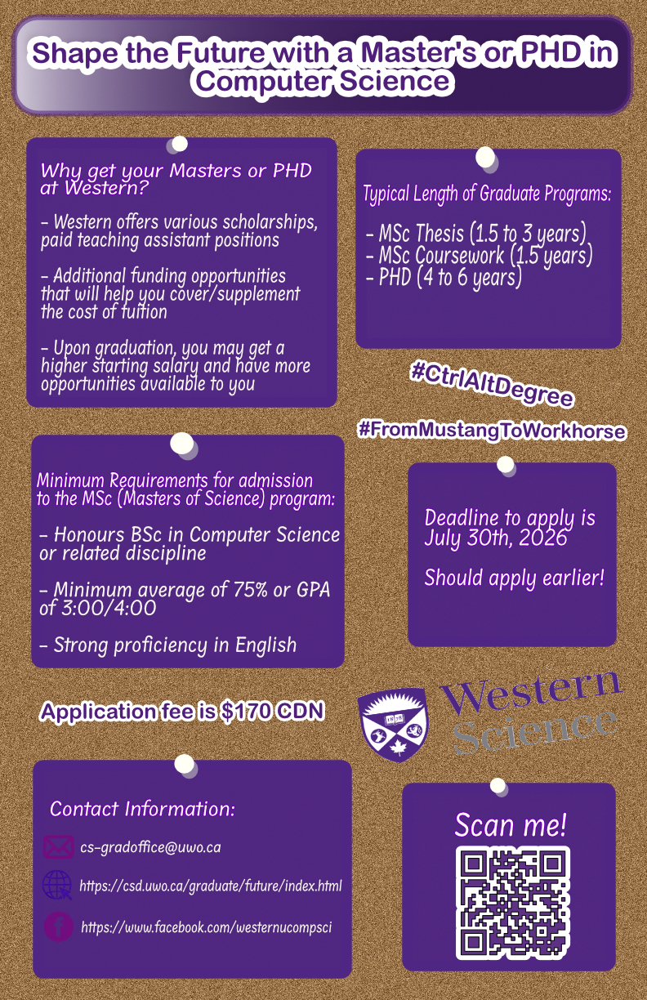 Shape the Future with a Master's or PHD in
Computer Science
Why get your Masters or PHD
at Western?
- Western offers various scholarships,
paid teaching assistant positions
- Additional funding opportunities
that will help you cover/supplement
the cost of tuition
- Upon graduation, you may get a
higher starting salary and have more
opportunities available to you
Typical Length of Graduate Programs:
- MSc Thesis (1.5 to 3 years)
- MSc Coursework (1.5 years)
- PHD (4 to 6 years)
#CtrlAltDegree
#FromMustangToWorkhorse
Minimum Requirements for admission
to the MSc (Masters of Science) program:
- Honours BSc in Computer Science
or related discipline
- Minimum average of 75% or GPA
of 3:00/4:00
- Strong proficiency in English
Deadline to apply is
July 30th, 2026
Should apply earlier!
Application fee is $170 CDN
1878
Western
Science
Contact Information:
cs-gradoffice@uwo.ca
https://csd.uwo.ca/graduate/future/index.html
f
https://www.facebook.com/westernucompsci
Scan me!